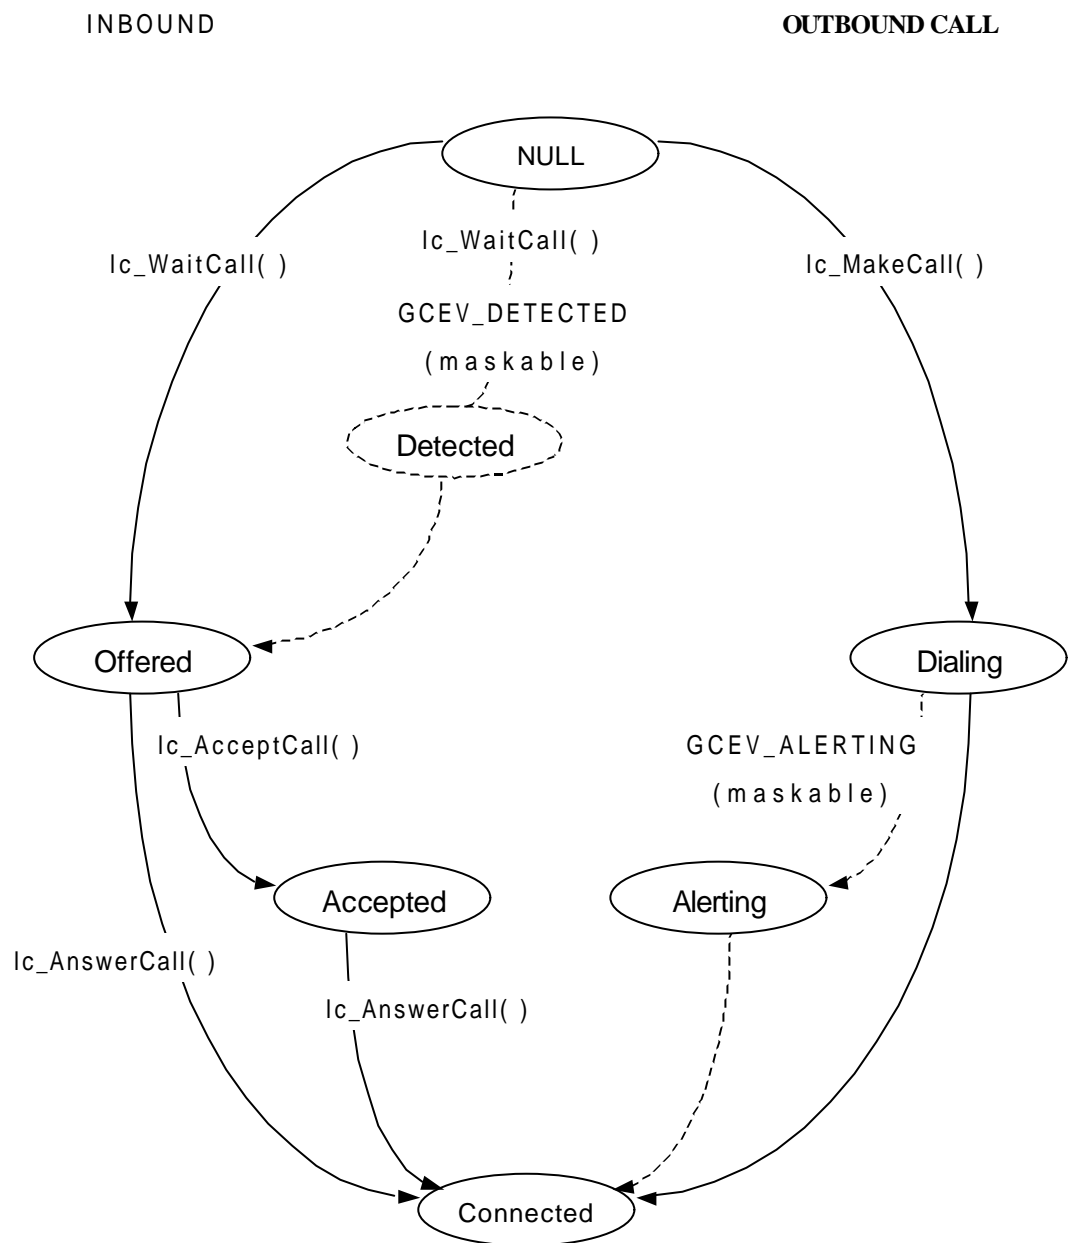 INBOUND
OUTBOUND CALL
NULL
lc_WaitCall( )
lc_WaitCall( )
lc_MakeCall( )
GCEV_DETECTED
(maskable)
Detected
Offered
Dialing
lc_AcceptCall( )
GCEV_ALERTING
(maskable)
Accepted
Alerting
lc_AnswerCall( )
lc_AnswerCall( )
Connected